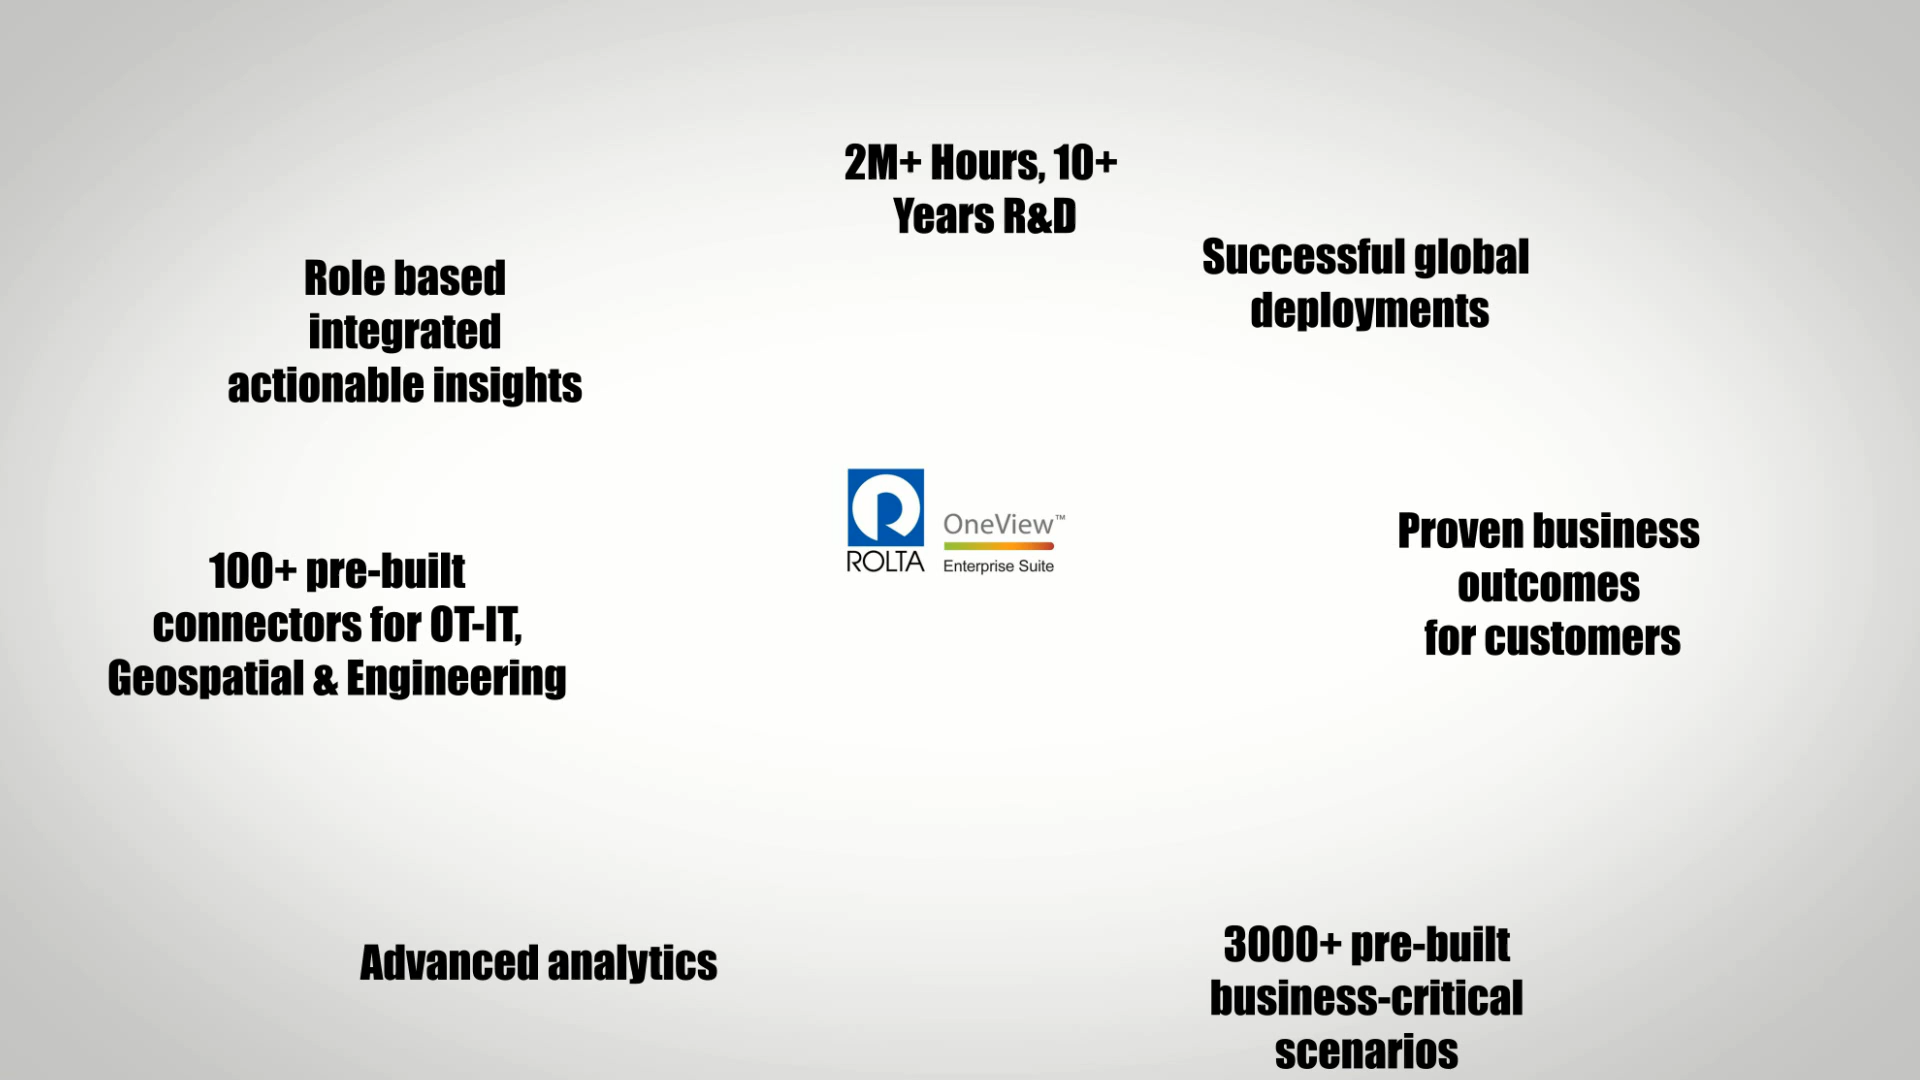 2M+ Hours, 10+
Years R&D
Successful global
deployments
Role based
integrated
actionable insights
ROLTA
OneView™
Enterprise Suite
Proven business
outcomes
for customers
100+ pre-built
connectors for OT-IT,
Geospatial & Engineering
Advanced analytics
3000+ pre-built
business-critical
scenarios